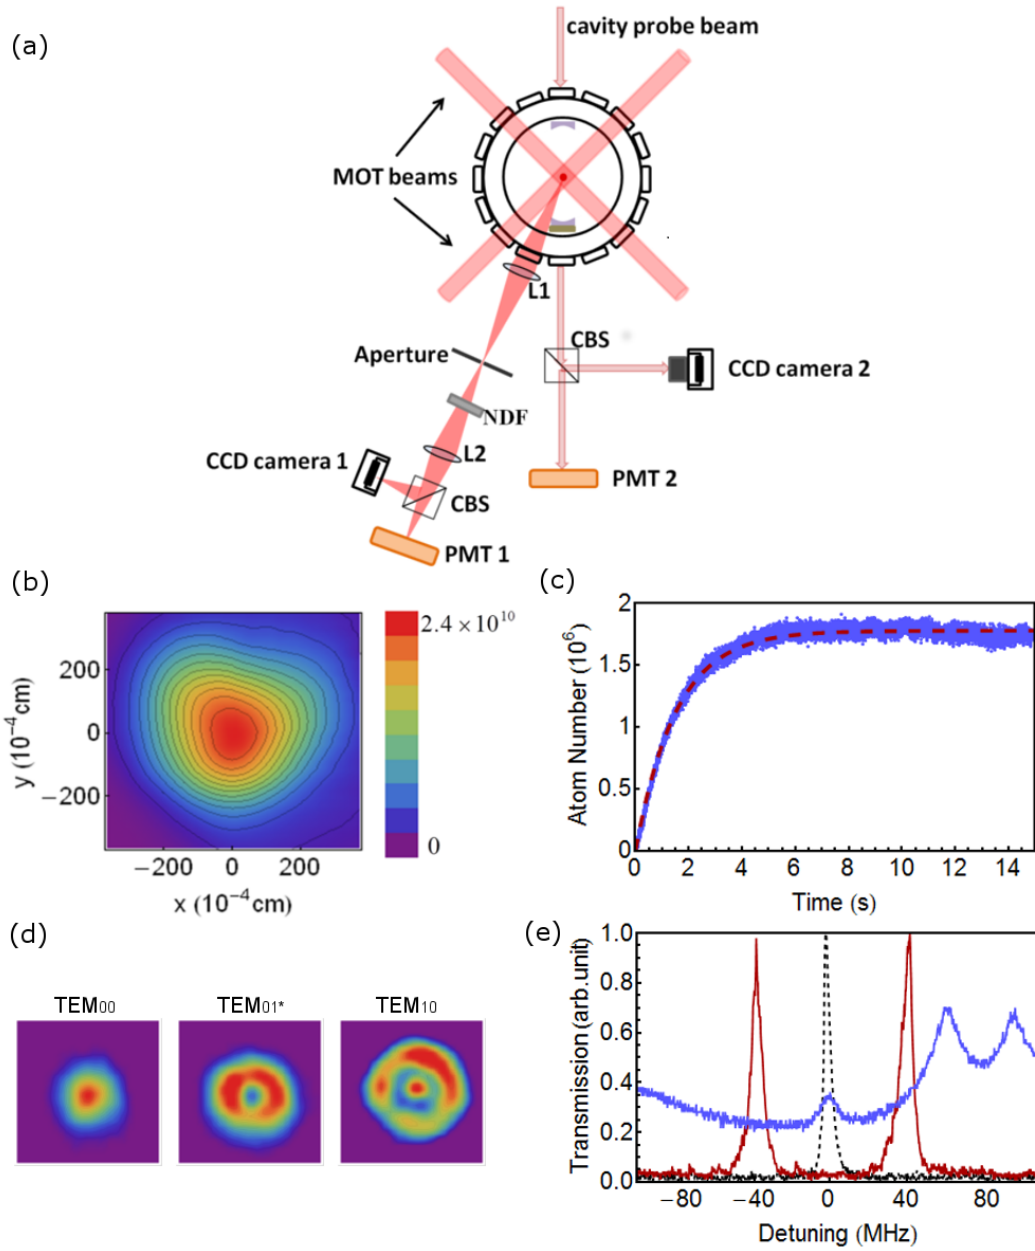 (a)
cavity probe beam
MOT beams
L1
Aperture
CBS
CCD camera 2
NDF
CCD camera 1
L2
CBS
PMT 2
PMT 1
(b)
2.4 × 10¹⁰
200
0
−200
0
−200 0 200
x (10⁻⁴cm)
y (10⁻⁴cm)
(c)
2
1.5
1
0.5
0
0 2 4 6 8 10 12 14
Time (s)
Atom Number (10⁶)
(d)
TEM₀₀ TEM₀₁* TEM₁₀
(e)
1.0
0.8
0.6
0.4
0.2
0.0
−80 −40 0 40 80
Detuning (MHz)
Transmission (arb.unit)